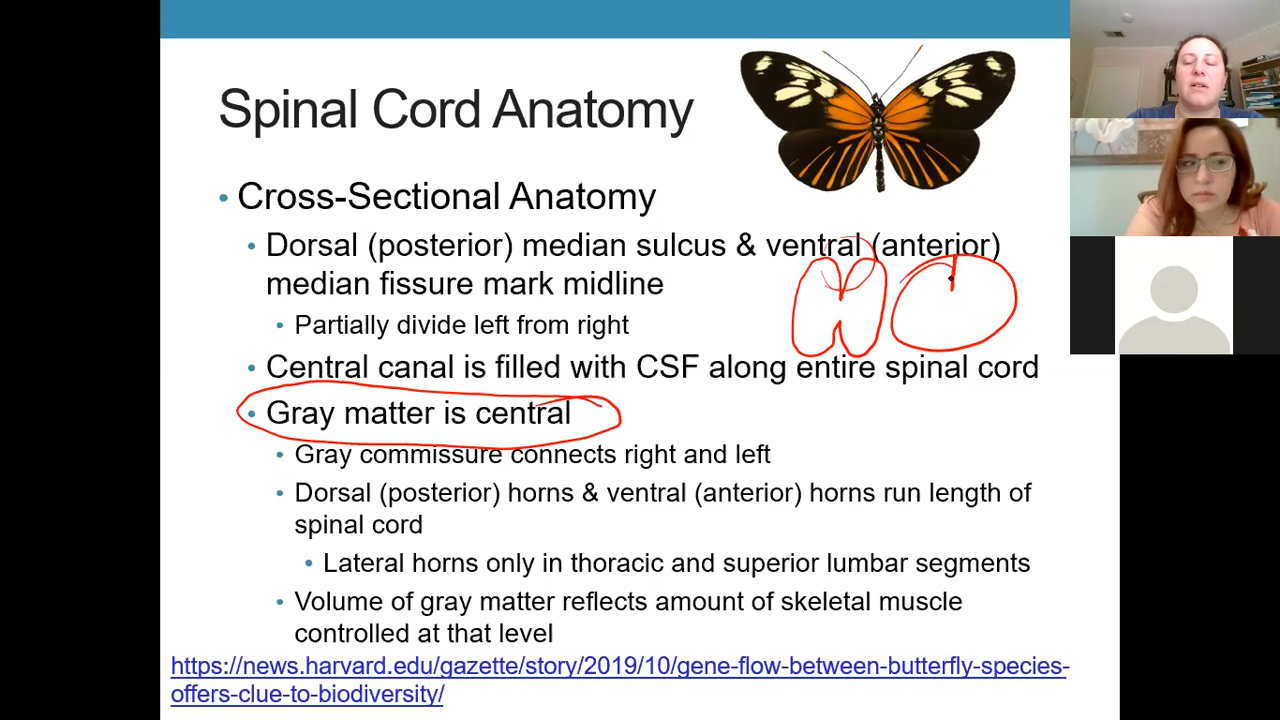 Spinal Cord Anatomy
• Cross-Sectional Anatomy
• Dorsal (posterior) median sulcus & ventral (anterior)
median fissure mark midline
• Partially divide left from right
• Central canal is filled with CSF along entire spinal cord
• Gray matter is central
• Gray commissure connects right and left
• Dorsal (posterior) horns & ventral (anterior) horns run length of
spinal cord
• Lateral horns only in thoracic and superior lumbar segments
• Volume of gray matter reflects amount of skeletal muscle
controlled at that level
https://news.harvard.edu/gazette/story/2019/10/gene-flow-between-butterfly-species-
offers-clue-to-biodiversity/